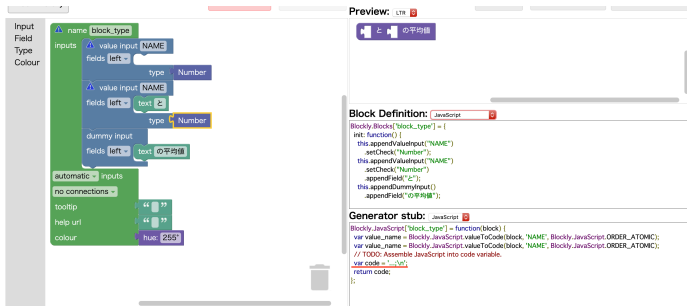 Input
Field
Type
Colour
name block_type
inputs
value input NAME
fields left
type Number
value input NAME
fields left text と
type Number
dummy input
fields left text の平均値
automatic inputs
no connections
tooltip “ ”
help url “ ”
colour hue: 255°
Preview: LTR
と の平均値
Block Definition: JavaScript
Blockly.Blocks['block_type'] = {
init: function() {
this.appendValueInput("NAME")
.setCheck("Number");
this.appendValueInput("NAME")
.setCheck("Number")
.appendField("と");
this.appendDummyInput()
.appendField("の平均値");
Generator stub: JavaScript
Blockly.JavaScript['block_type'] = function(block) {
var value_name = Blockly.JavaScript.valueToCode(block, 'NAME', Blockly.JavaScript.ORDER_ATOMIC);
var value_name = Blockly.JavaScript.valueToCode(block, 'NAME', Blockly.JavaScript.ORDER_ATOMIC);
// TODO: Assemble JavaScript into code variable.
var code = '...;\n';
return code;
};